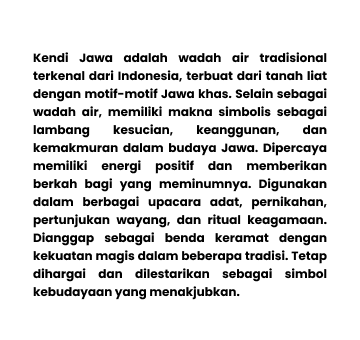 Kendi Jawa adalah wadah air tradisional
terkenal dari Indonesia, terbuat dari tanah liat
dengan motif-motif Jawa khas. Selain sebagai
wadah air, memiliki makna simbolis sebagai
lambang kesucian, keanggunan, dan
kemakmuran dalam budaya Jawa. Dipercaya
memiliki energi positif dan memberikan
berkah bagi yang meminumnya. Digunakan
dalam berbagai upacara adat, pernikahan,
pertunjukan wayang, dan ritual keagamaan.
Dianggap sebagai benda keramat dengan
kekuatan magis dalam beberapa tradisi. Tetap
dihargai dan dilestarikan sebagai simbol
kebudayaan yang menakjubkan.